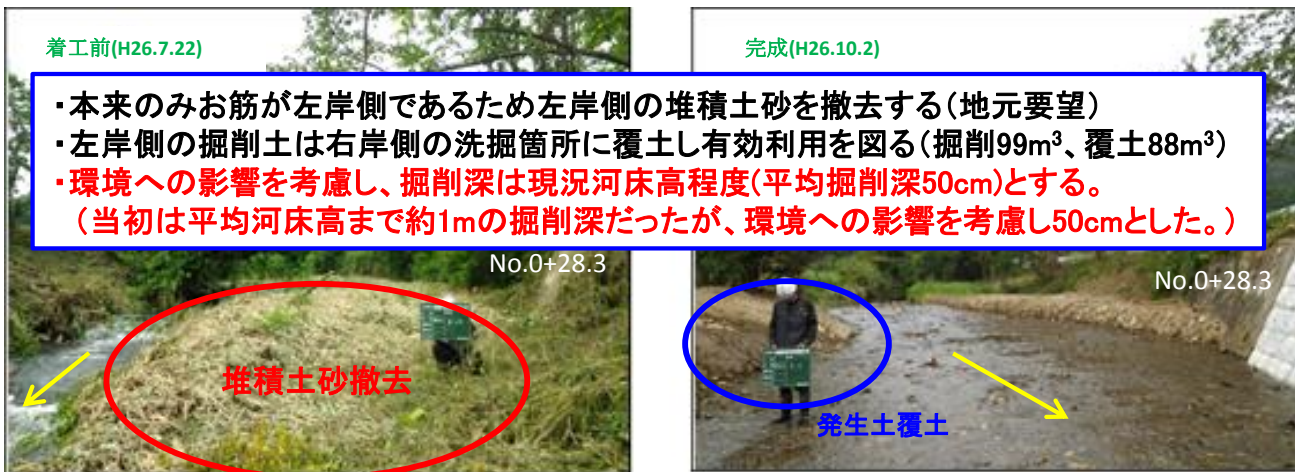 着工前(H26.7.22)
完成(H26.10.2)
・本来のみお筋が左岸側であるため左岸側の堆積土砂を撤去する(地元要望)
・左岸側の掘削土は右岸側の洗掘箇所に覆土し有効利用を図る(掘削99m³、覆土88m³)
・環境への影響を考慮し、掘削深は現況河床高程度(平均掘削深50cm)とする。
(当初は平均河床高まで約1mの掘削深だったが、環境への影響を考慮し50cmとした。)
No.0+28.3
No.0+28.3
堆積土砂撤去
発生土覆土